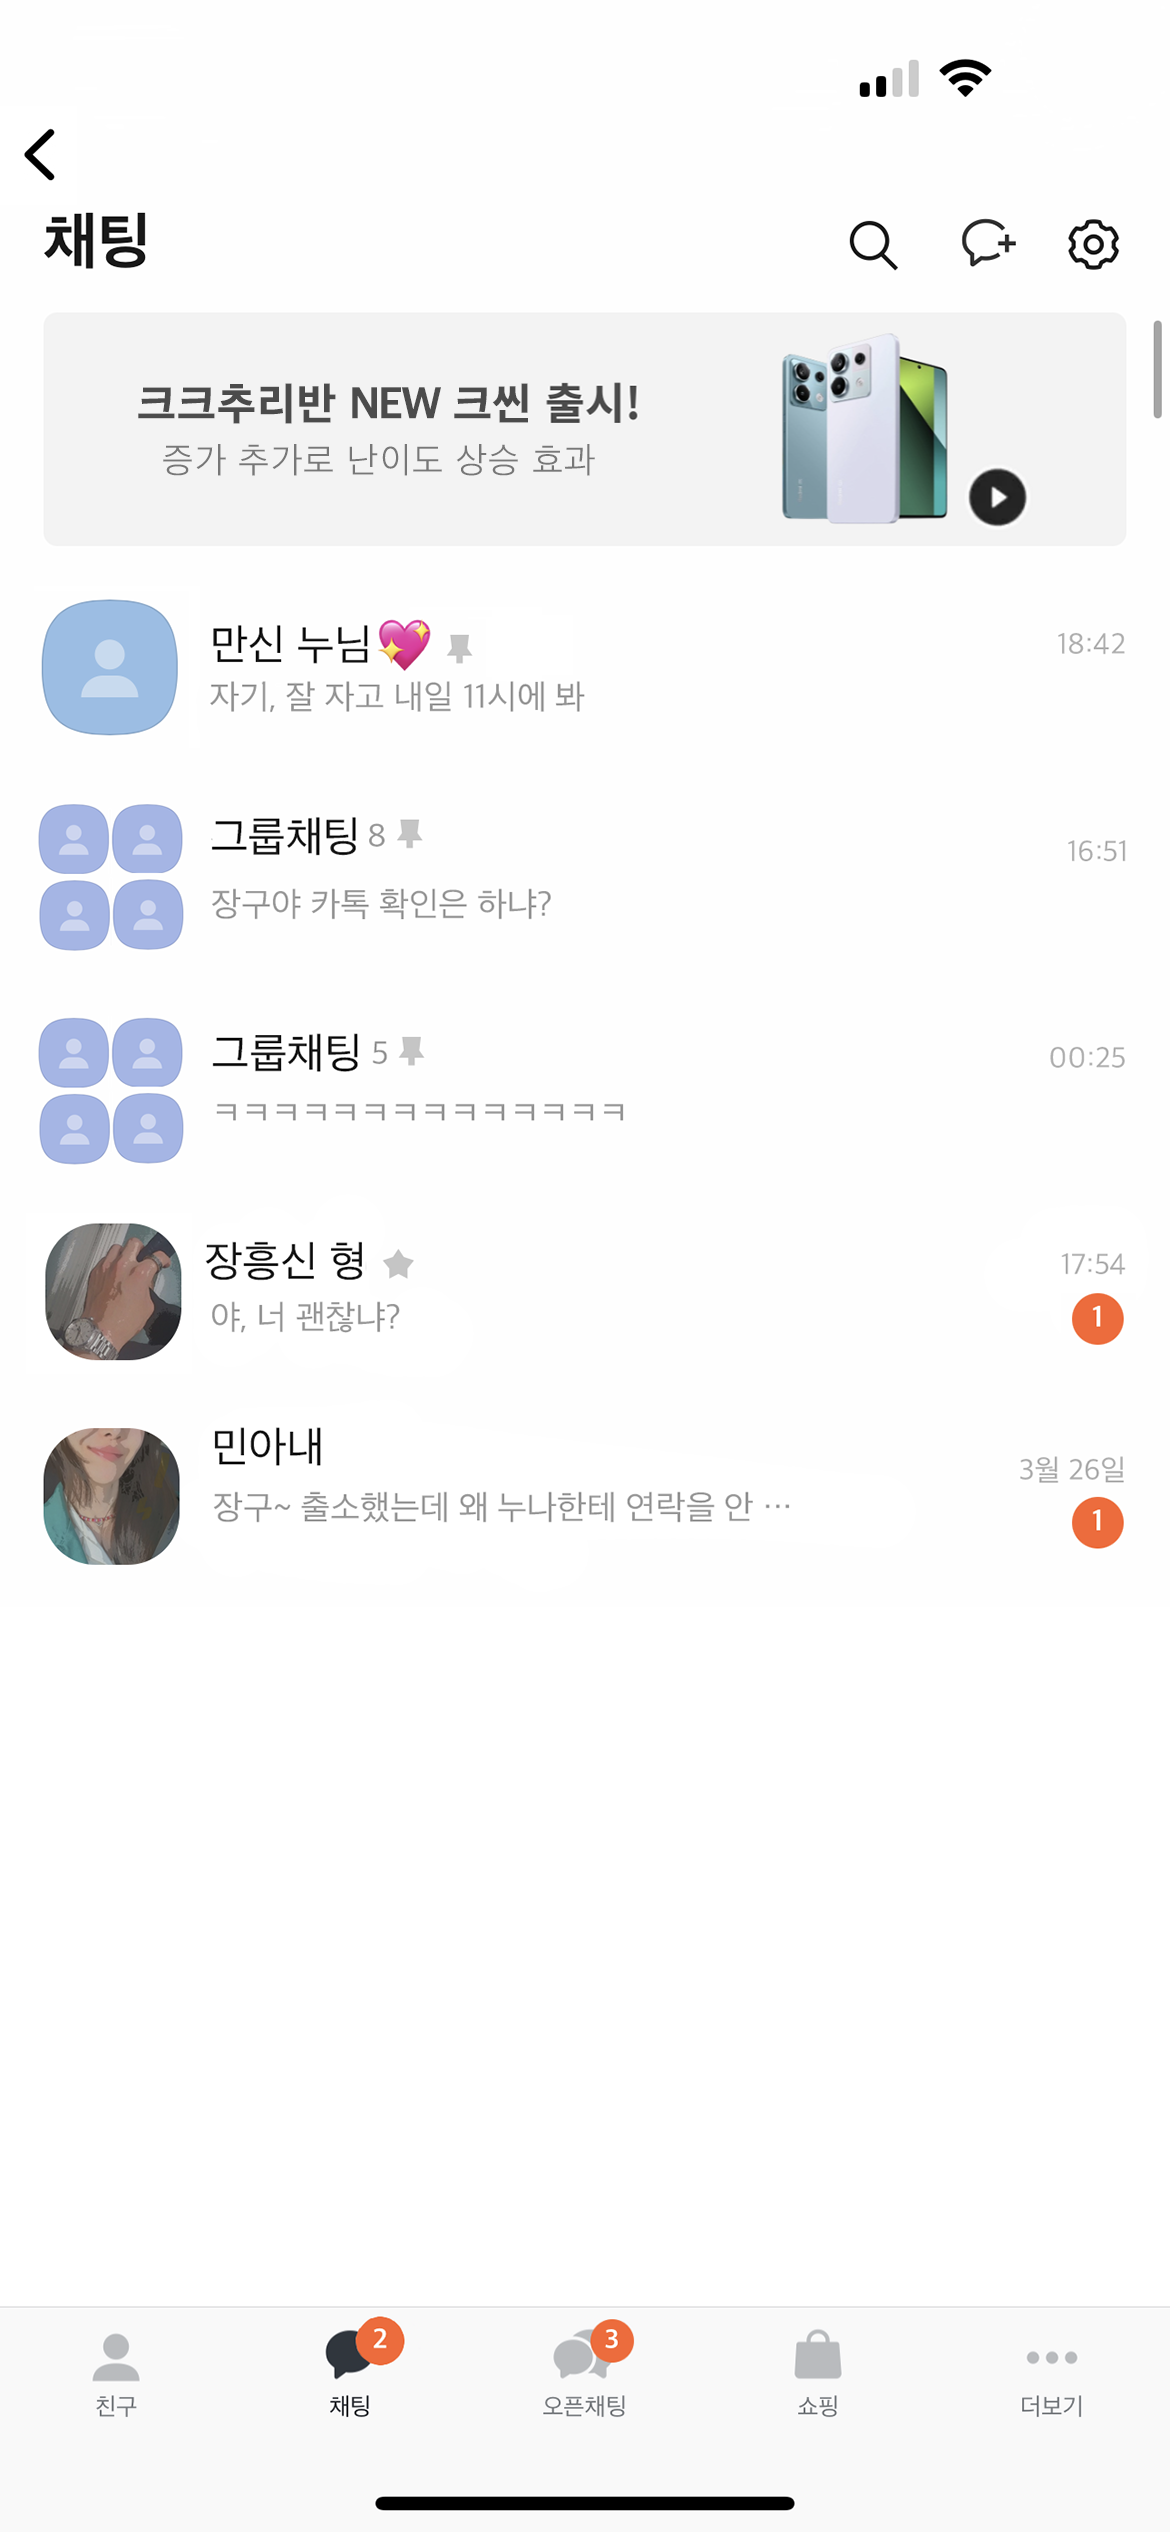 채팅
크크추리반 NEW 크씬 출시!
증가 추가로 난이도 상승 효과
만신 누님💖
18:42
자기, 잘 자고 내일 11시에 봐
그룹채팅 8
16:51
장구야 카톡 확인은 하냐?
그룹채팅 5
00:25
ㅋㅋㅋㅋㅋㅋㅋㅋㅋㅋㅋㅋㅋㅋ
장흥신 형
17:54
야, 너 괜찮냐?
1
민아내
3월 26일
장구~ 출소했는데 왜 누나한테 연락을 안 ···
1
2
3
친구
채팅
오픈채팅
쇼핑
더보기